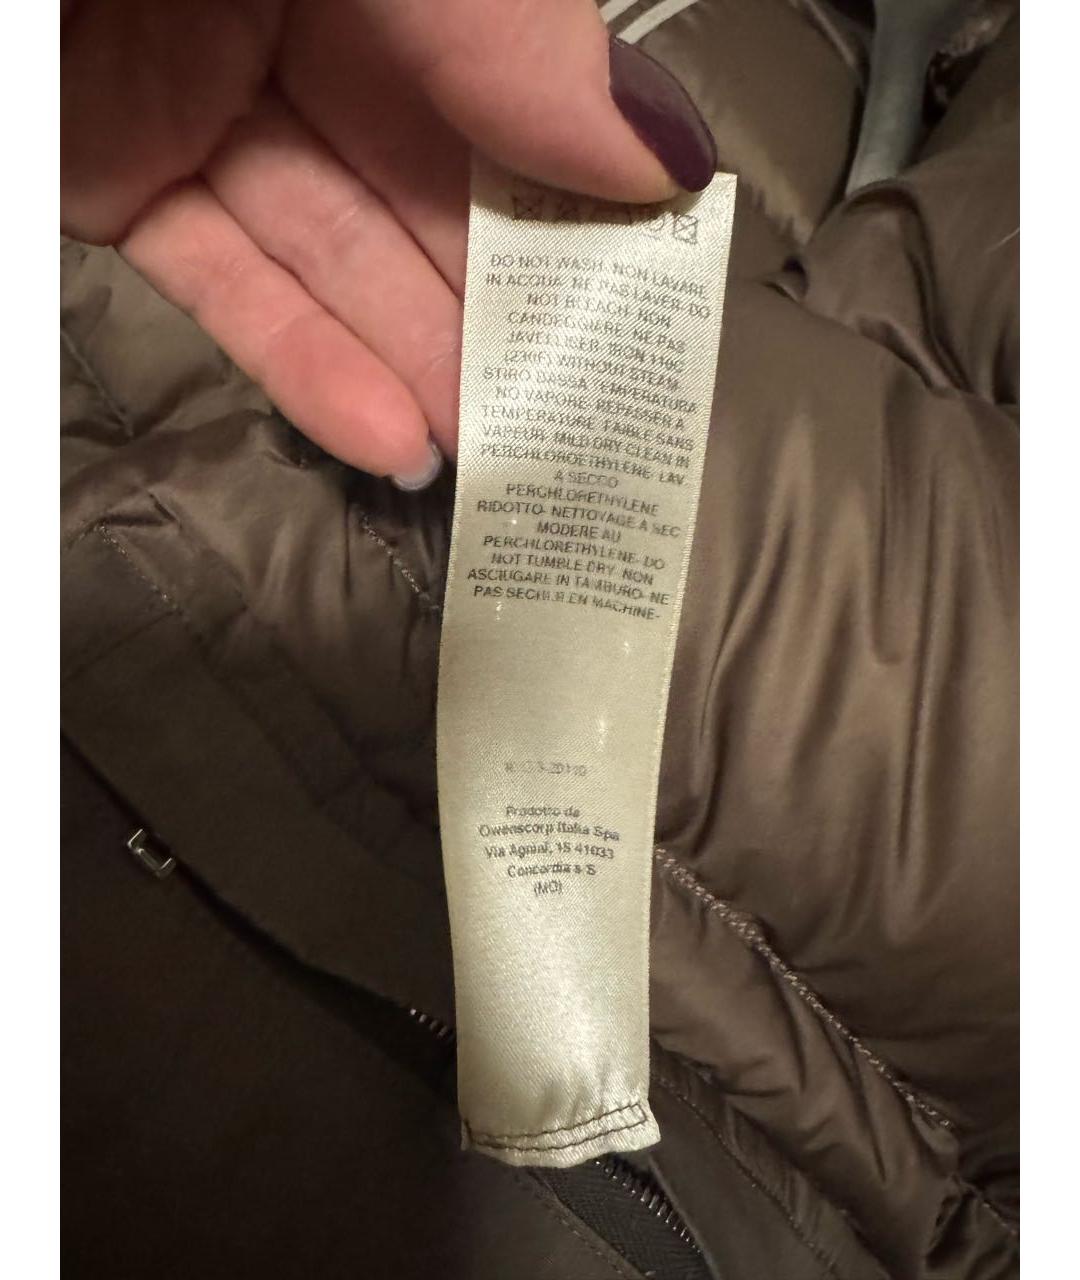 DO NOT WASH- NON LAVARE
IN ACQUA- NE PAS LAVER- DO
NOT BLEACH- NON
CANDEGGIARE- NE PAS
JAVELLISER- IRON 110C
(230F) WITHOUT STEAM-
STIRO BASSA TEMPERATURA
NO VAPORE- REPASSER A
TEMPERATURE FAIBLE SANS
VAPEUR- MILD DRY CLEAN IN
PERCHLOROETHYLENE- LAV.
A SECCO
PERCHLORETHYLENE
RIDOTTO- NETTOYAGE A SEC
MODERE AU
PERCHLORETHYLENE- DO
NOT TUMBLE DRY- NON
ASCIUGARE IN TAMBURO- NE
PAS SECHER EN MACHINE-
Prodotto da
Owenscorp Italia Spa
Via Agnini, 15 41033
Concordia s/S
(MO)